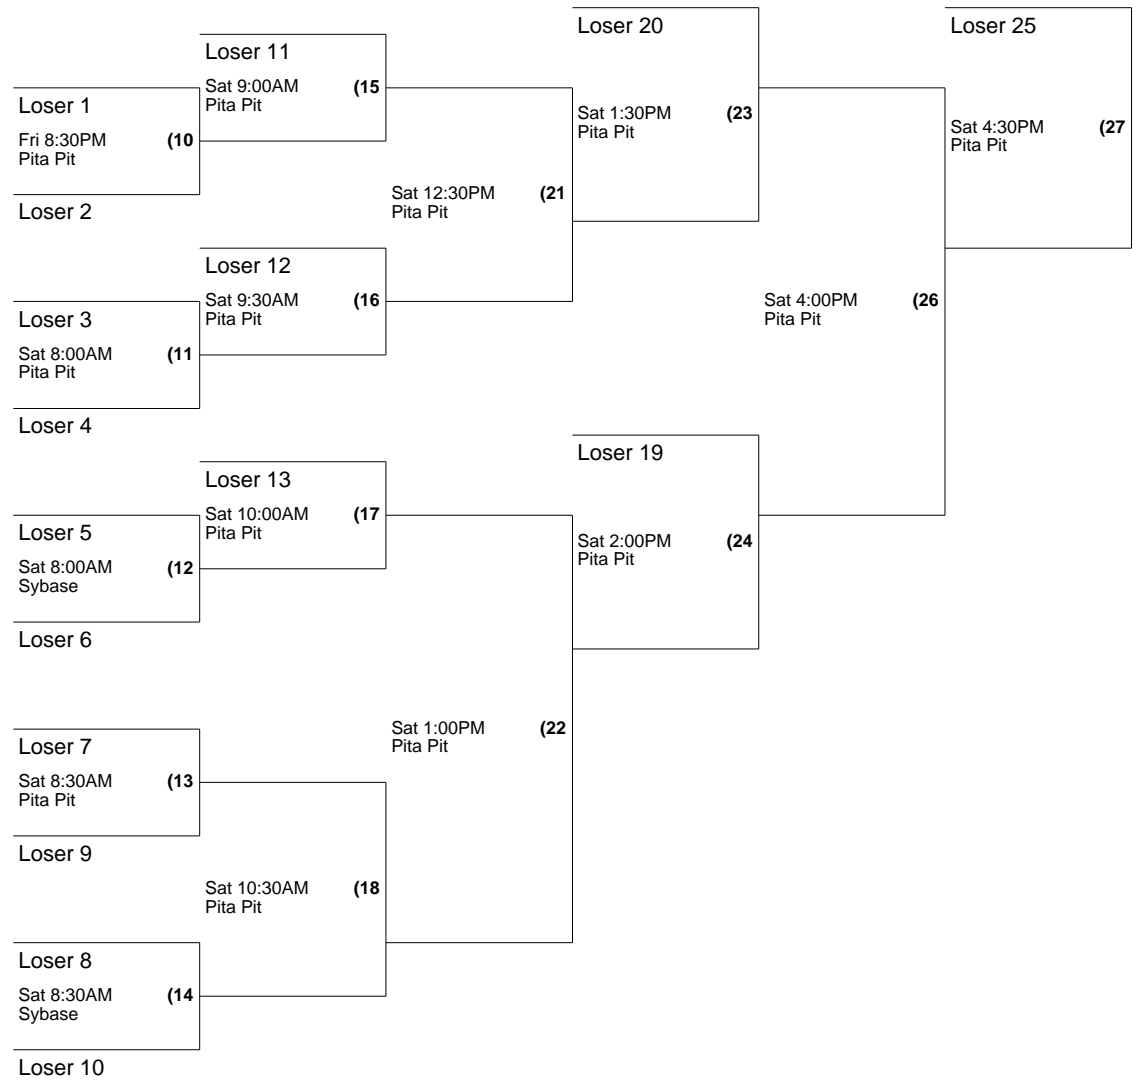 Loser 20
Loser 25
Loser 11
Sat 9:00AM (15
Pita Pit
Loser 1
Sat 1:30PM (23
Pita Pit
Sat 4:30PM (27
Pita Pit
Fri 8:30PM (10
Pita Pit
Sat 12:30PM (21
Pita Pit
Loser 2
Loser 12
Sat 9:30AM (16
Pita Pit
Sat 4:00PM (26
Pita Pit
Loser 3
Sat 8:00AM (11
Pita Pit
Loser 4
Loser 19
Loser 13
Sat 10:00AM (17
Pita Pit
Loser 5
Sat 2:00PM (24
Pita Pit
Sat 8:00AM (12
Sybase
Loser 6
Sat 1:00PM (22
Pita Pit
Loser 7
Sat 8:30AM (13
Pita Pit
Loser 9
Sat 10:30AM (18
Pita Pit
Loser 8
Sat 8:30AM (14
Sybase
Loser 10